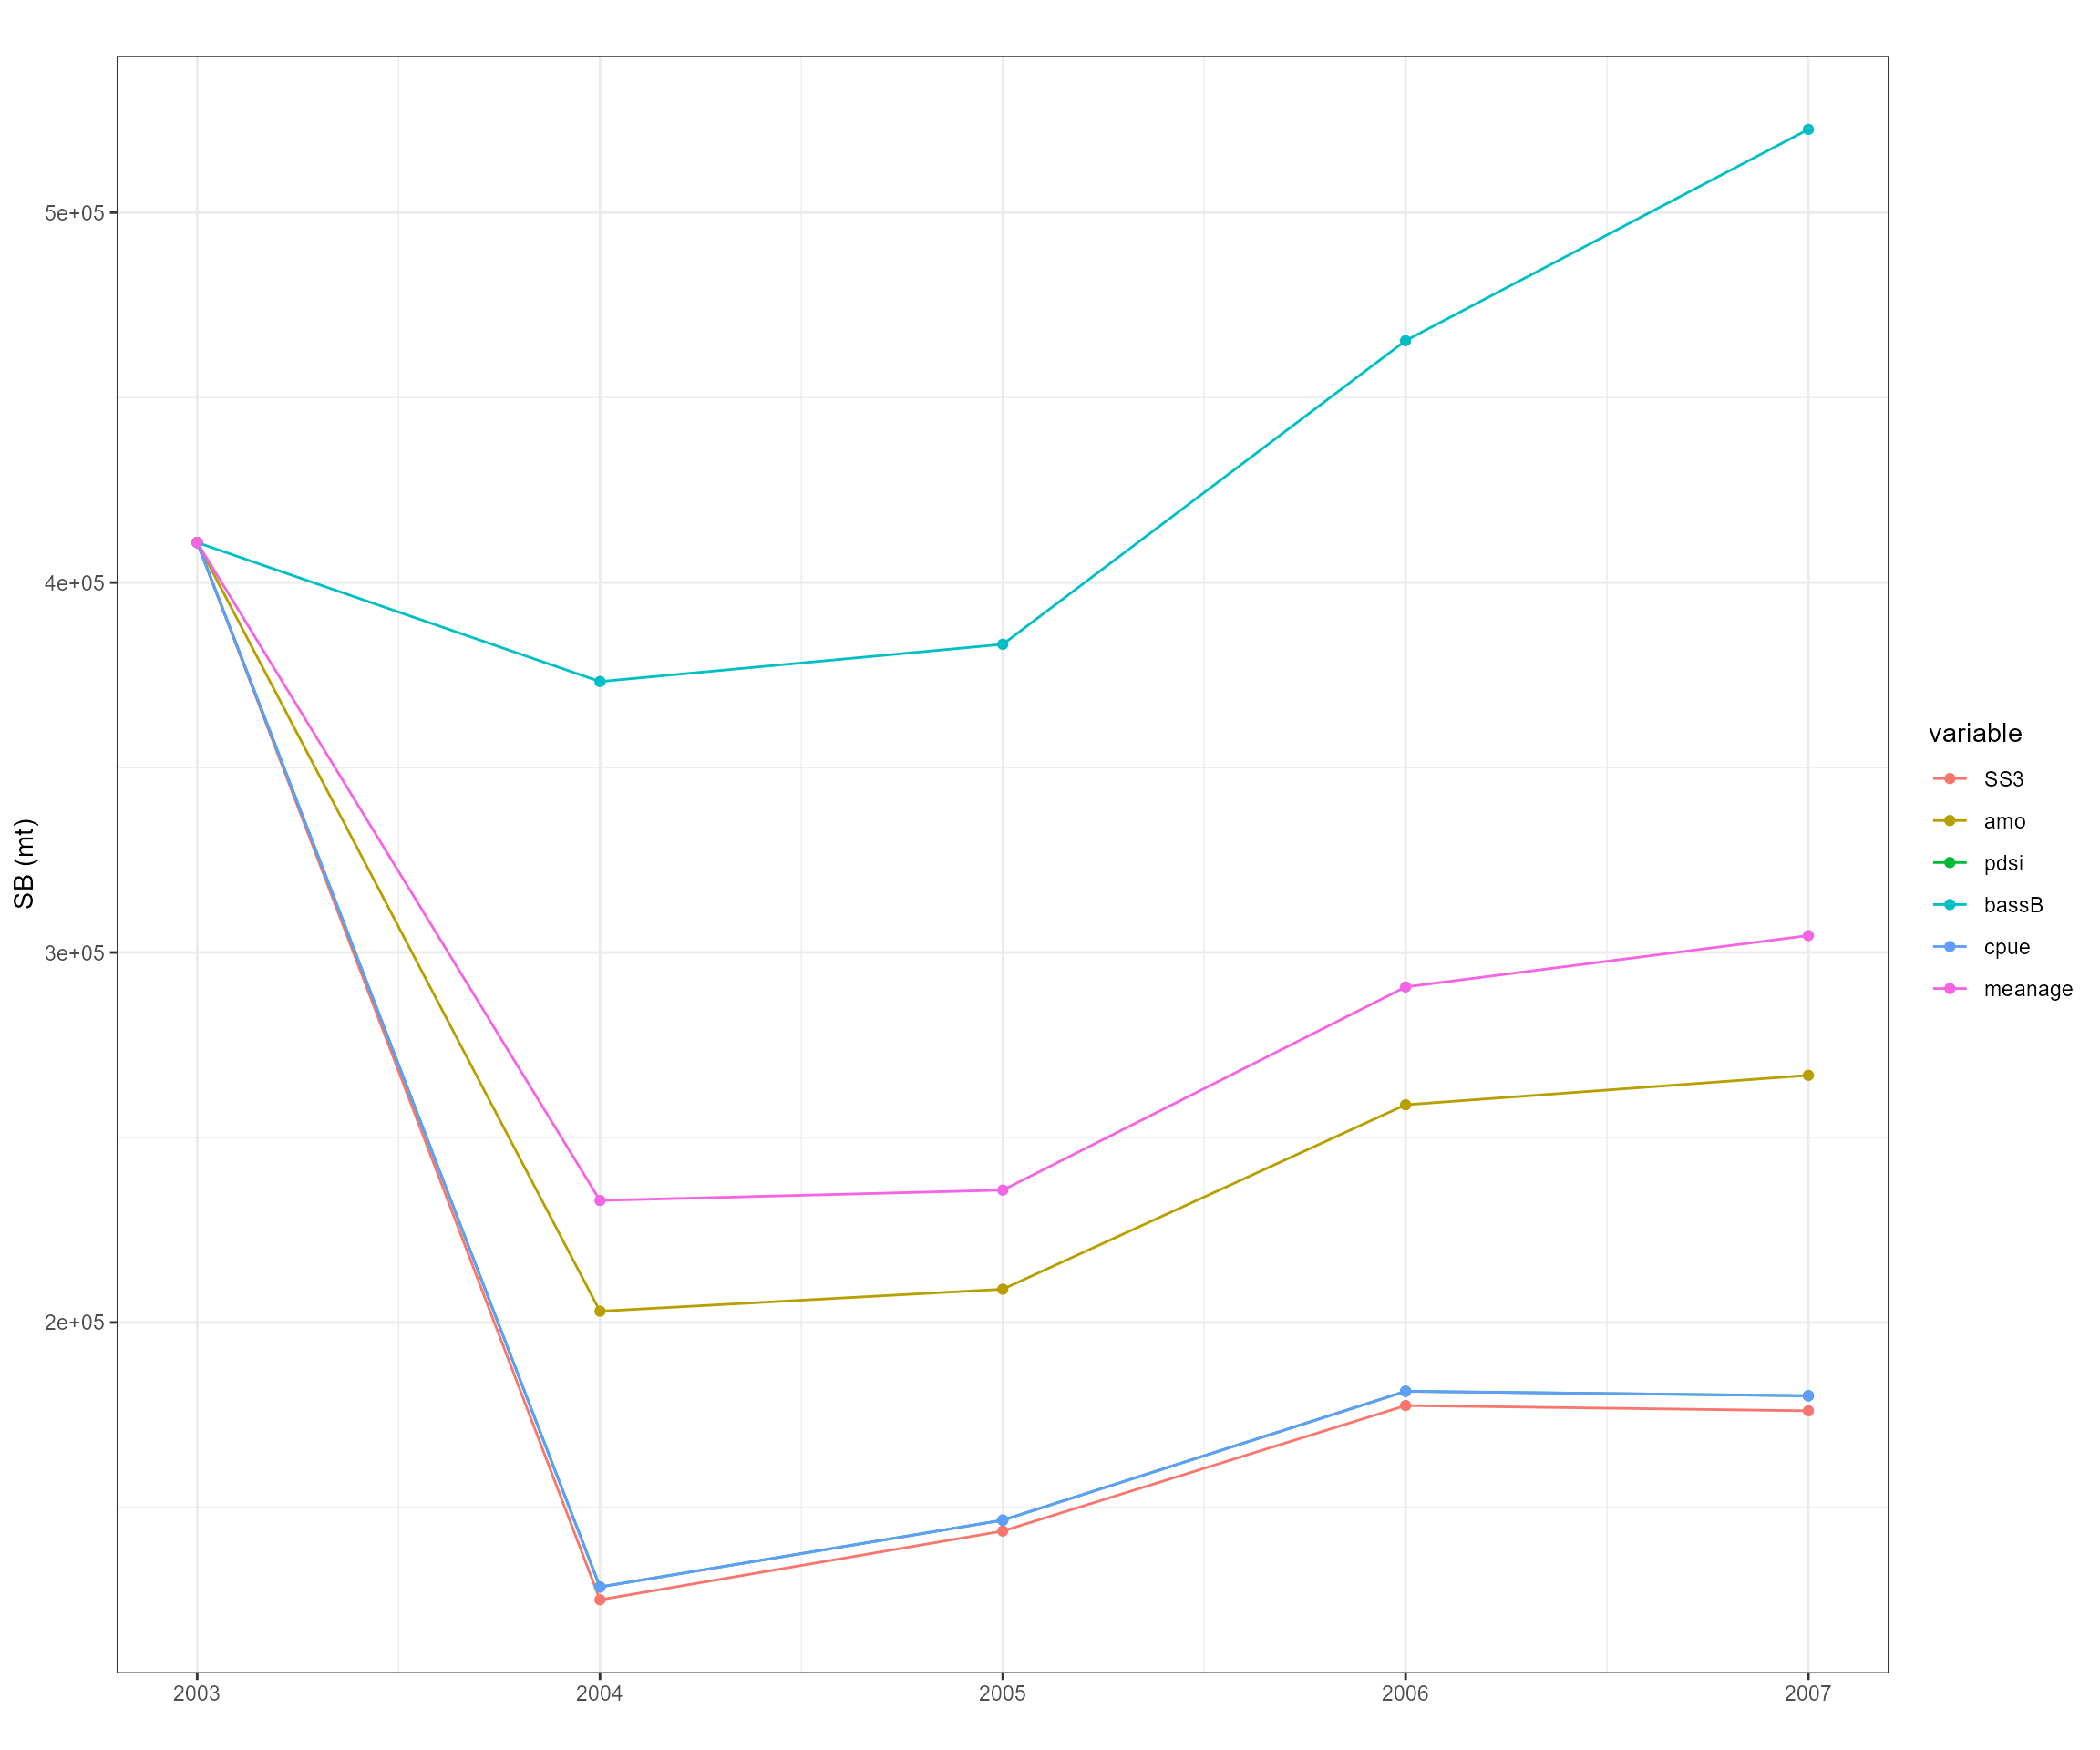 SB (mt)
5e+05
4e+05
3e+05
2e+05
2003
2004
2005
2006
2007
variable
SS3
amo
pdsi
bassB
cpue
meanage